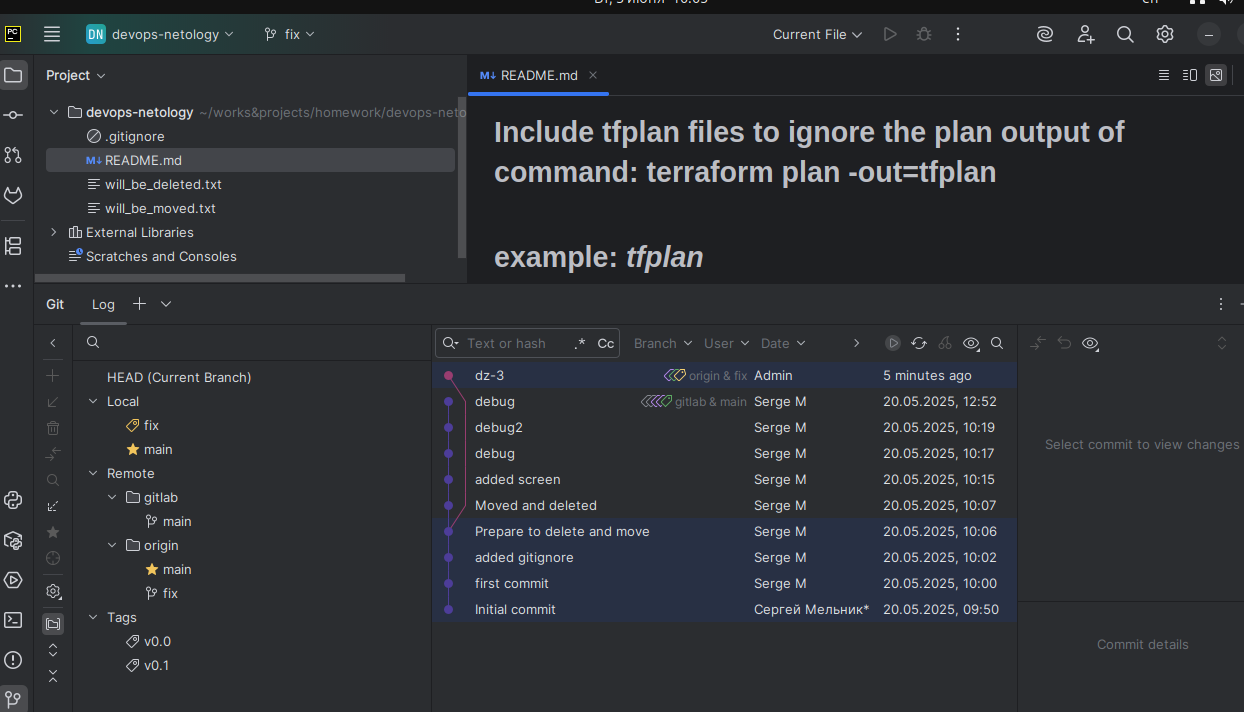 PC
DN devops-netology fix Current File
Project
README.md
devops-netology ~/works&projects/homework/devops-neto
.gitignore
README.md
will_be_deleted.txt
will_be_moved.txt
External Libraries
Scratches and Consoles
Include tfplan files to ignore the plan output of
command: terraform plan -out=tfplan
example: tfplan
Git Log
HEAD (Current Branch)
Local
fix
main
Remote
gitlab
main
origin
main
fix
Tags
v0.0
v0.1
Text or hash .* Cc Branch User Date
dz-3 origin & fix Admin 5 minutes ago
debug gitlab & main Serge M 20.05.2025, 12:52
debug2 Serge M 20.05.2025, 10:19
debug Serge M 20.05.2025, 10:17
added screen Serge M 20.05.2025, 10:15
Moved and deleted Serge M 20.05.2025, 10:07
Prepare to delete and move Serge M 20.05.2025, 10:06
added gitignore Serge M 20.05.2025, 10:02
first commit Serge M 20.05.2025, 10:00
Initial commit Сергей Мельник* 20.05.2025, 09:50
Select commit to view changes
Commit details